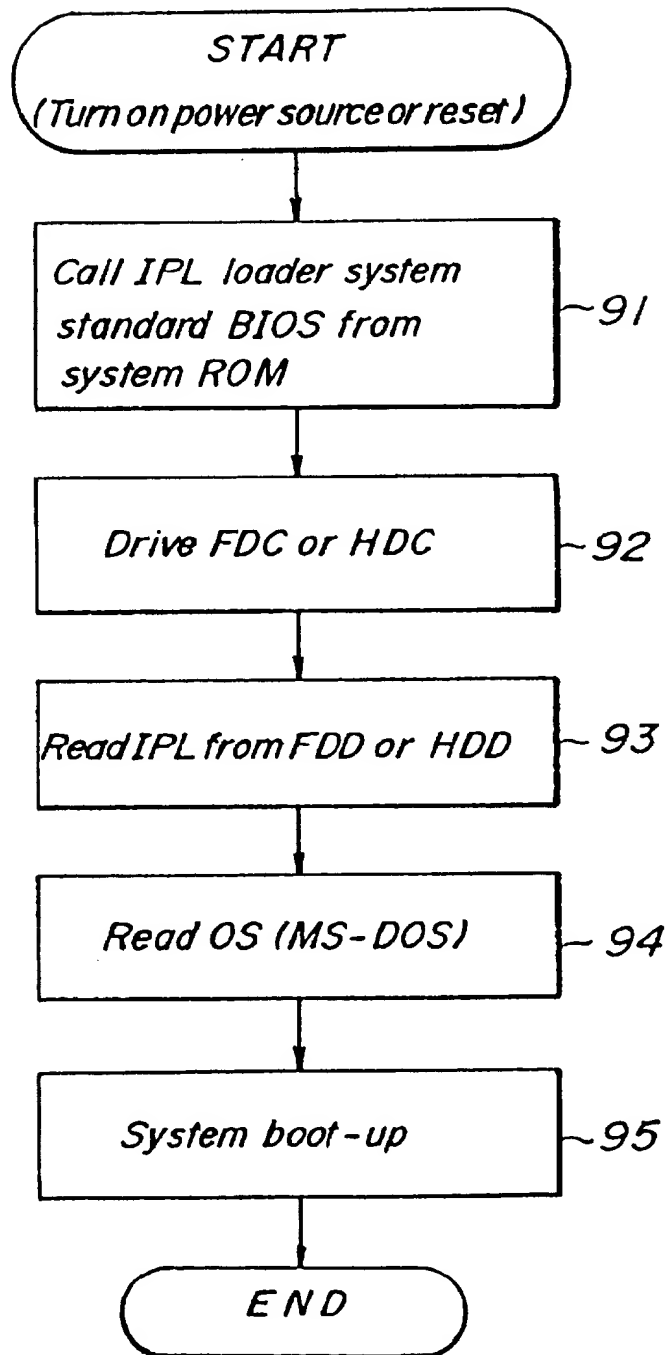 START
(Turn on power source or reset)
Call IPL loader system
standard BIOS from
system ROM
91
Drive FDC or HDC
92
Read IPL from FDD or HDD
93
Read OS (MS-DOS)
94
System boot-up
95
END